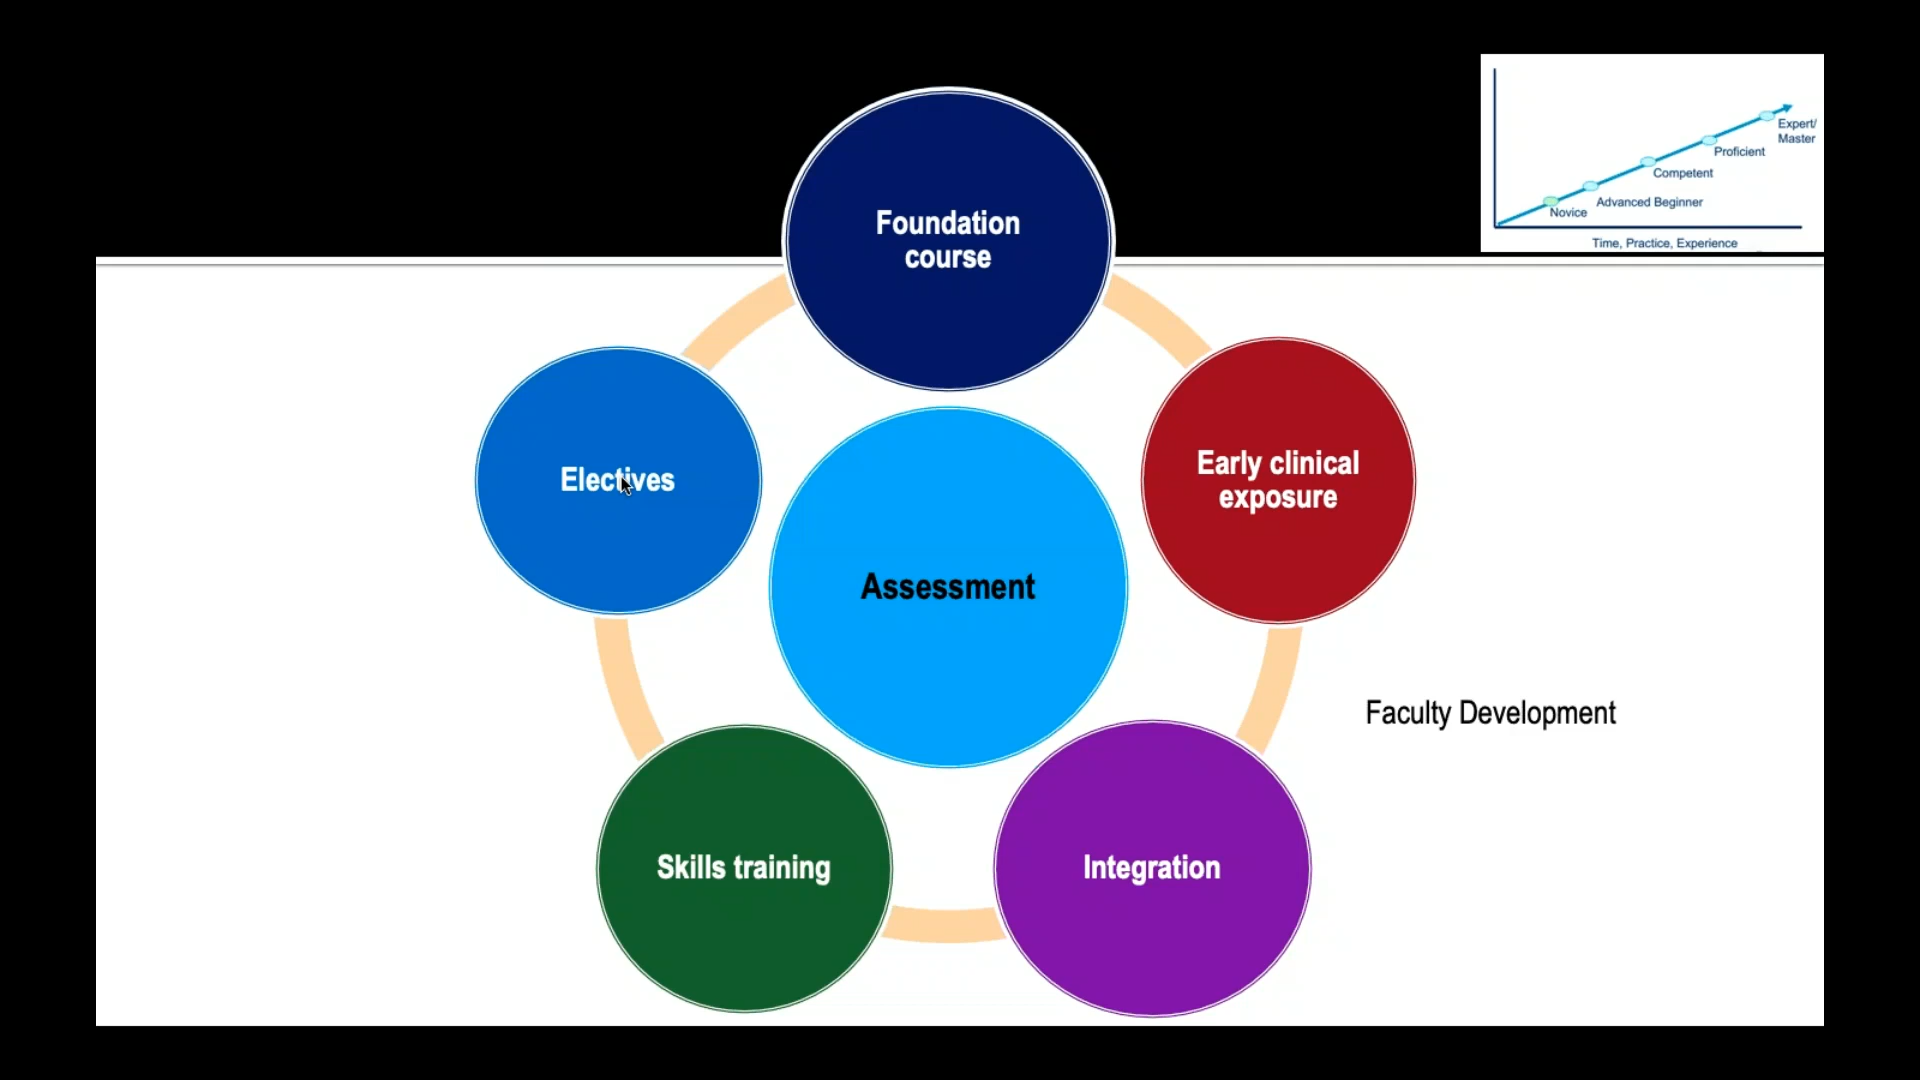 Foundation
course
Expert/
Master
Proficient
Competent
Advanced Beginner
Novice
Time, Practice, Experience
Electives
Early clinical
exposure
Assessment
Faculty Development
Skills training
Integration